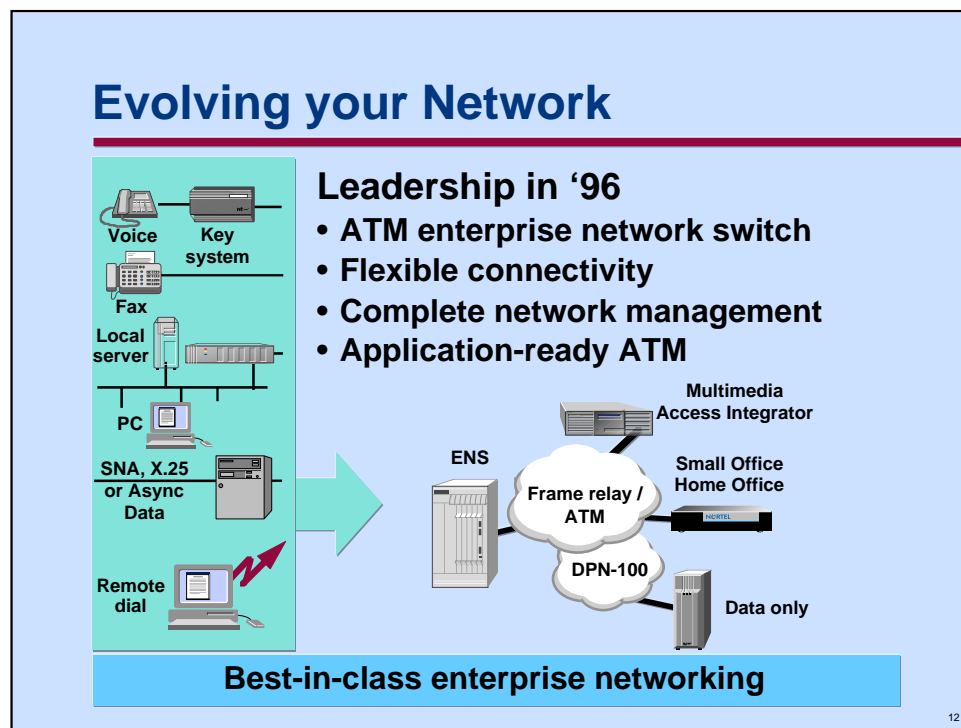 Evolving your Network
Voice
Key
system
Fax
Local
server
PC
SNA, X.25
or Async
Data
Remote
dial
Leadership in ‘96
• ATM enterprise network switch
• Flexible connectivity
• Complete network management
• Application-ready ATM
Multimedia
Access Integrator
ENS
Small Office
Home Office
Frame relay /
ATM
NORTEL
DPN-100
Data only
Best-in-class enterprise networking
12